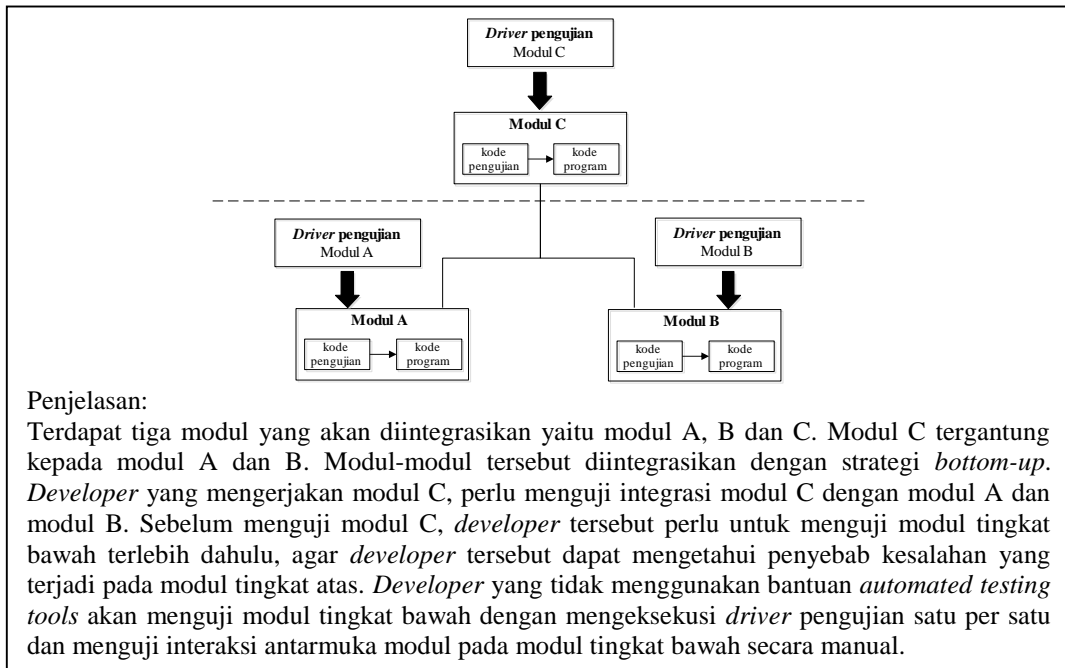 Driver pengujian
Modul C
Modul C
kode
pengujian
kode
program
Driver pengujian
Modul A
Driver pengujian
Modul B
Modul A
kode
pengujian
kode
program
Modul B
kode
pengujian
kode
program
Penjelasan:
Terdapat tiga modul yang akan diintegrasikan yaitu modul A, B dan C. Modul C tergantung
kepada modul A dan B. Modul-modul tersebut diintegrasikan dengan strategi bottom-up.
Developer yang mengerjakan modul C, perlu menguji integrasi modul C dengan modul A dan
modul B. Sebelum menguji modul C, developer tersebut perlu untuk menguji modul tingkat
bawah terlebih dahulu, agar developer tersebut dapat mengetahui penyebab kesalahan yang
terjadi pada modul tingkat atas. Developer yang tidak menggunakan bantuan automated testing
tools akan menguji modul tingkat bawah dengan mengeksekusi driver pengujian satu per satu
dan menguji interaksi antarmuka modul pada modul tingkat bawah secara manual.